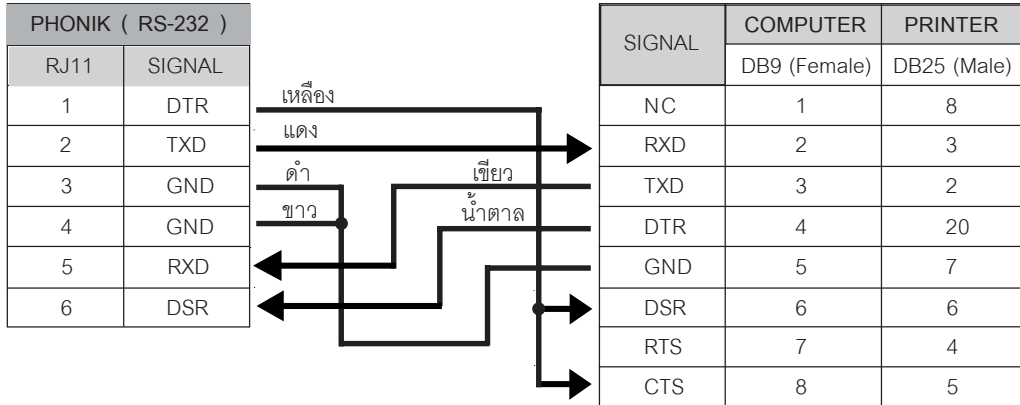 PHONIK ( RS-232 )
RJ11 SIGNAL
1 DTR
2 TXD
3 GND
4 GND
5 RXD
6 DSR
เหลือง
แดง
ดำ
ขาว
เขียว
น้ำตาล
SIGNAL COMPUTER PRINTER
DB9 (Female) DB25 (Male)
NC 1 8
RXD 2 3
TXD 3 2
DTR 4 20
GND 5 7
DSR 6 6
RTS 7 4
CTS 8 5